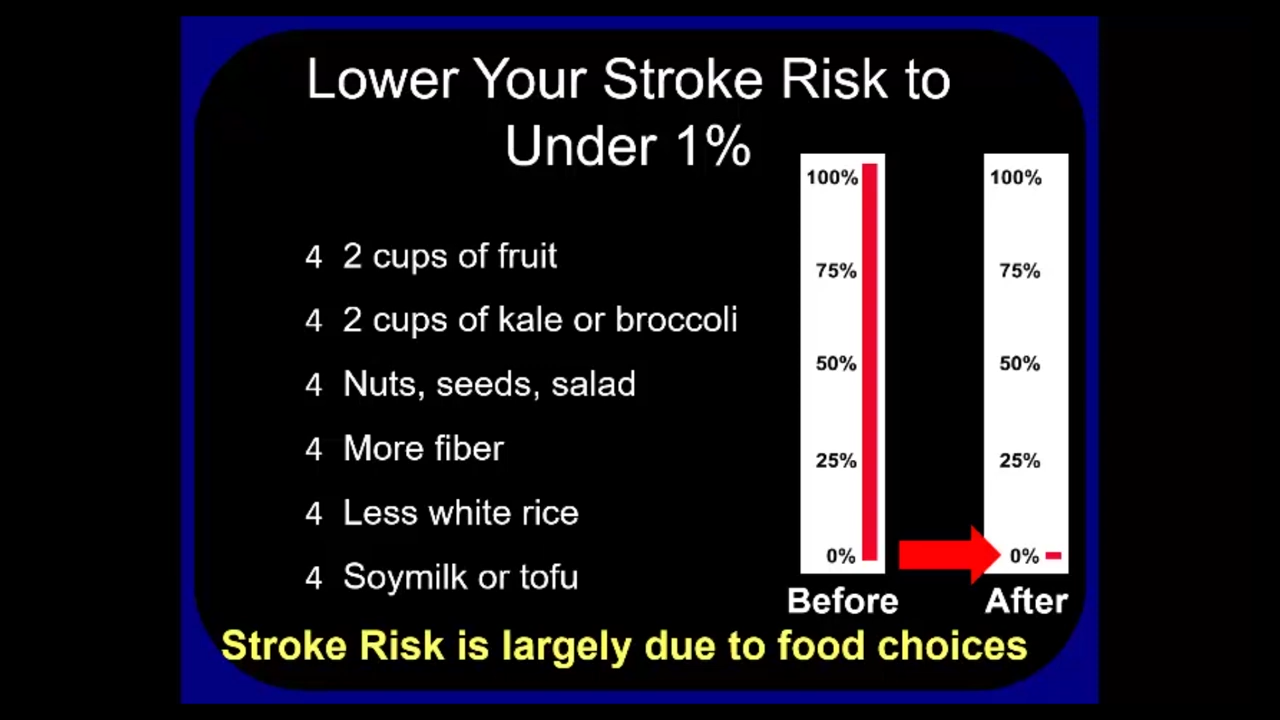 Lower Your Stroke Risk to
Under 1%
4 2 cups of fruit
4 2 cups of kale or broccoli
4 Nuts, seeds, salad
4 More fiber
4 Less white rice
4 Soymilk or tofu
100%
75%
50%
25%
0%
Before
100%
75%
50%
25%
0%
After
Stroke Risk is largely due to food choices